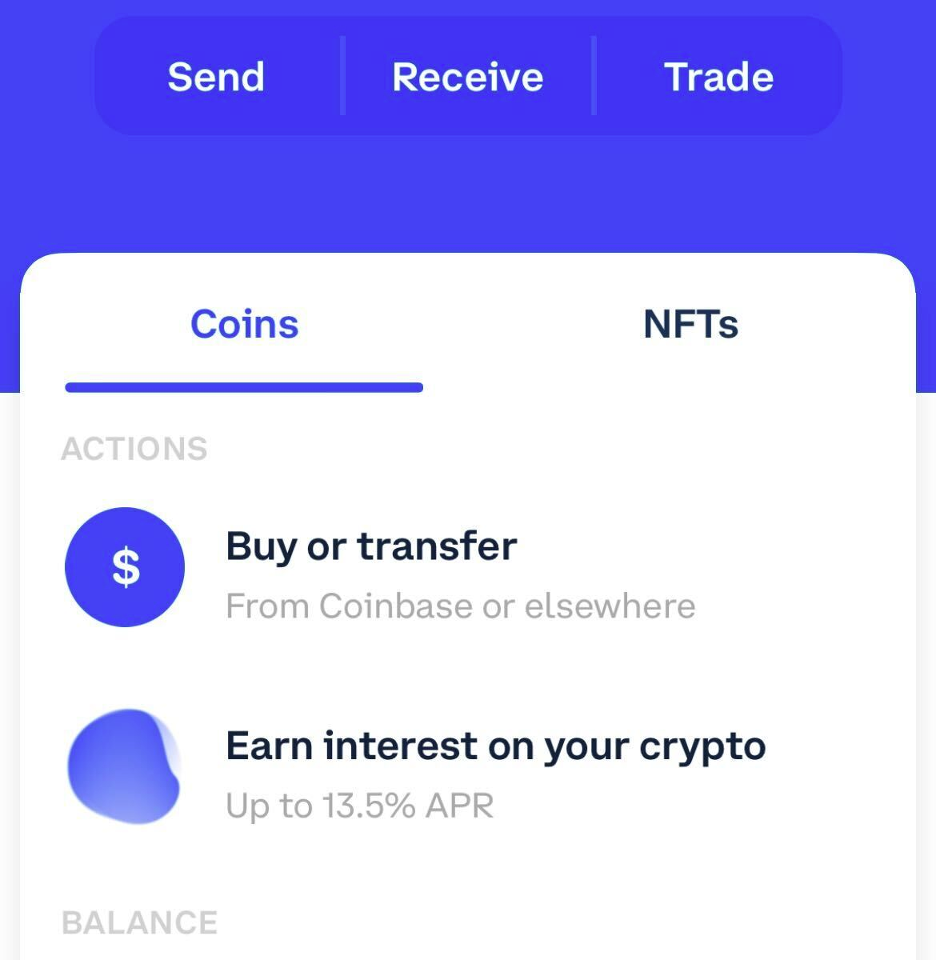 Send Receive Trade
Coins NFTs
ACTIONS
$
Buy or transfer
From Coinbase or elsewhere
Earn interest on your crypto
Up to 13.5% APR
BALANCE